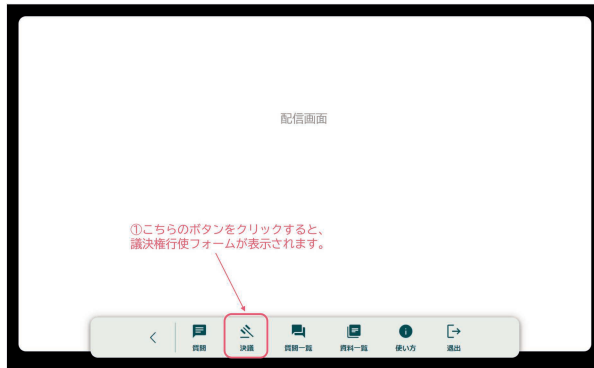 配信画面
①こちらのボタンをクリックすると、
議決権行使フォームが表示されます。
質問
決議
質問一覧
資料一覧
使い方
退出